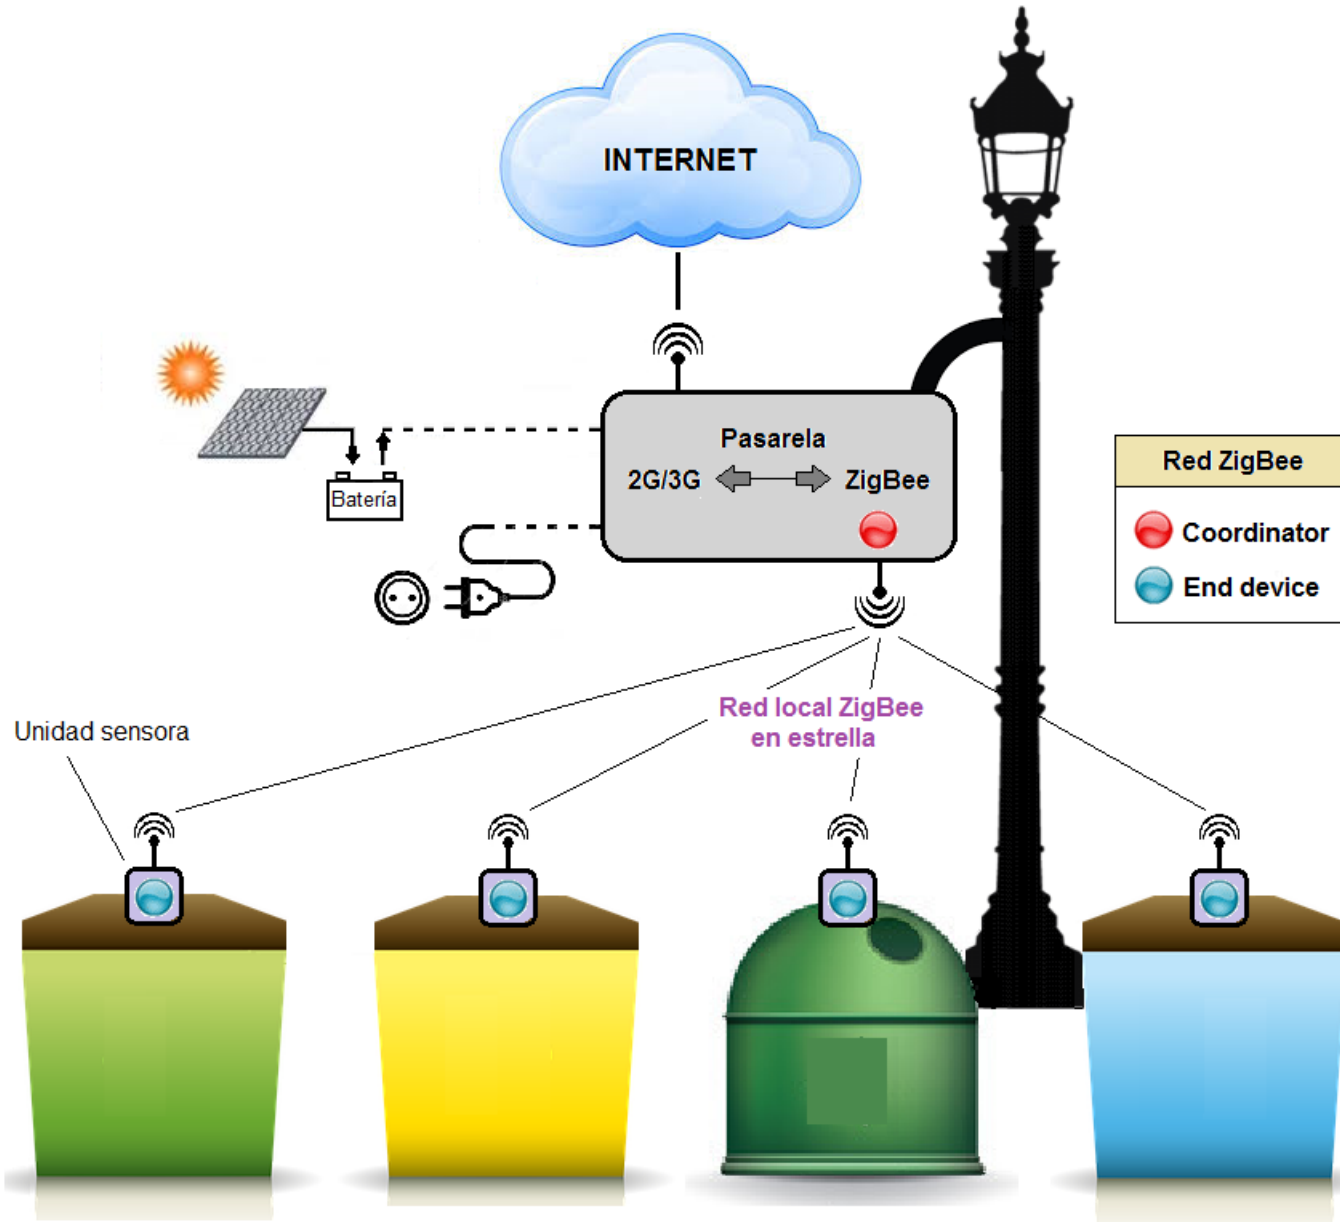 INTERNET
Pasarela
2G/3G
ZigBee
Batería
Red ZigBee
Coordinator
End device
Red local ZigBee
en estrella
Unidad sensora